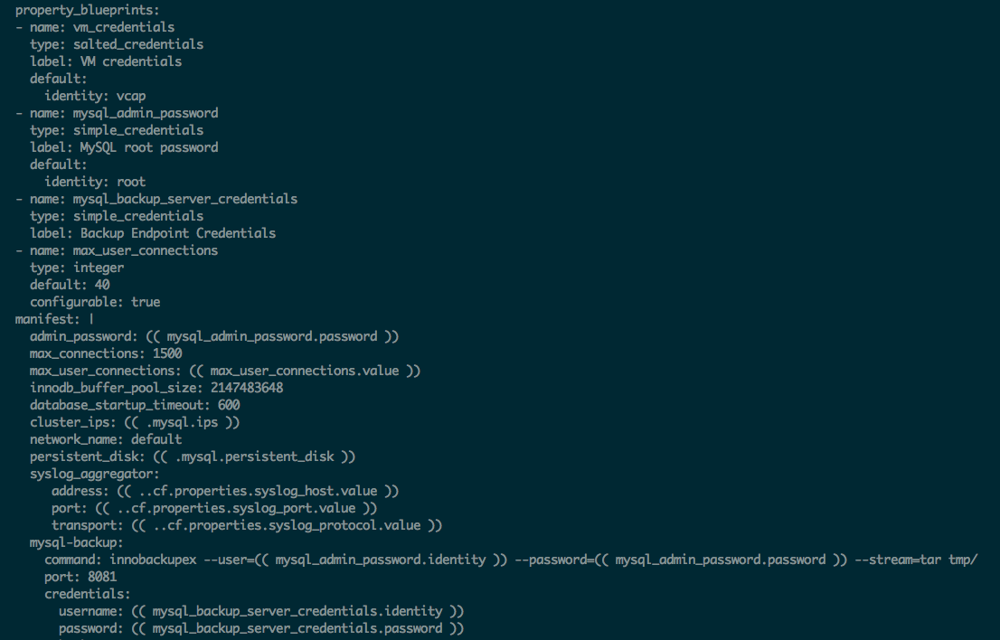 property_blueprints:
- name: vm_credentials
  type: salted_credentials
  label: VM credentials
  default:
    identity: vcap
- name: mysql_admin_password
  type: simple_credentials
  label: MySQL root password
  default:
    identity: root
- name: mysql_backup_server_credentials
  type: simple_credentials
  label: Backup Endpoint Credentials
- name: max_user_connections
  type: integer
  default: 40
  configurable: true
manifest: |
  admin_password: (( mysql_admin_password.password ))
  max_connections: 1500
  max_user_connections: (( max_user_connections.value ))
  innodb_buffer_pool_size: 2147483648
  database_startup_timeout: 600
  cluster_ips: (( .mysql.ips ))
  network_name: default
  persistent_disk: (( .mysql.persistent_disk ))
  syslog_aggregator:
     address: (( ..cf.properties.syslog_host.value ))
     port: (( ..cf.properties.syslog_port.value ))
     transport: (( ..cf.properties.syslog_protocol.value ))
  mysql-backup:
    command: innobackupex --user=(( mysql_admin_password.identity )) --password=(( mysql_admin_password.password )) --stream=tar tmp/
    port: 8081
    credentials:
      username: (( mysql_backup_server_credentials.identity ))
      password: (( mysql_backup_server_credentials.password ))